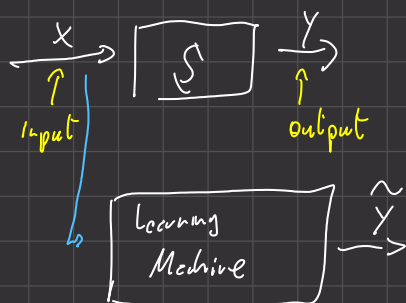 x
S
y
input
output
Learning
Machine
ỹ